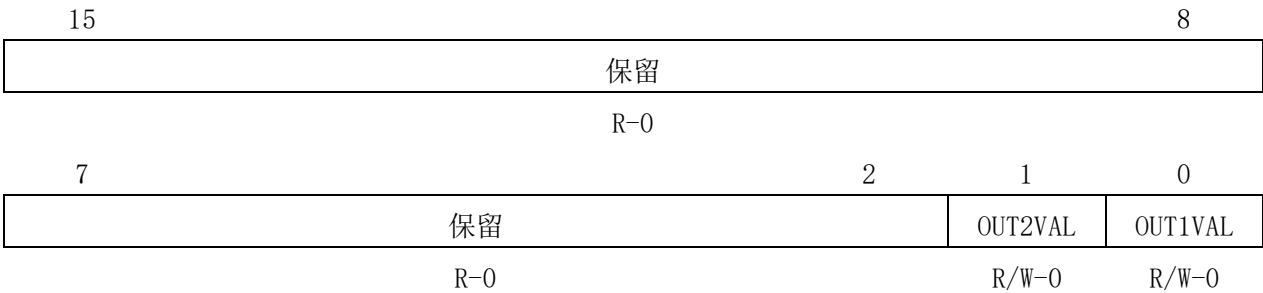 15 8
保留
R-0
7 2 1 0
保留 OUT2VAL OUT1VAL
R-0 R/W-0 R/W-0